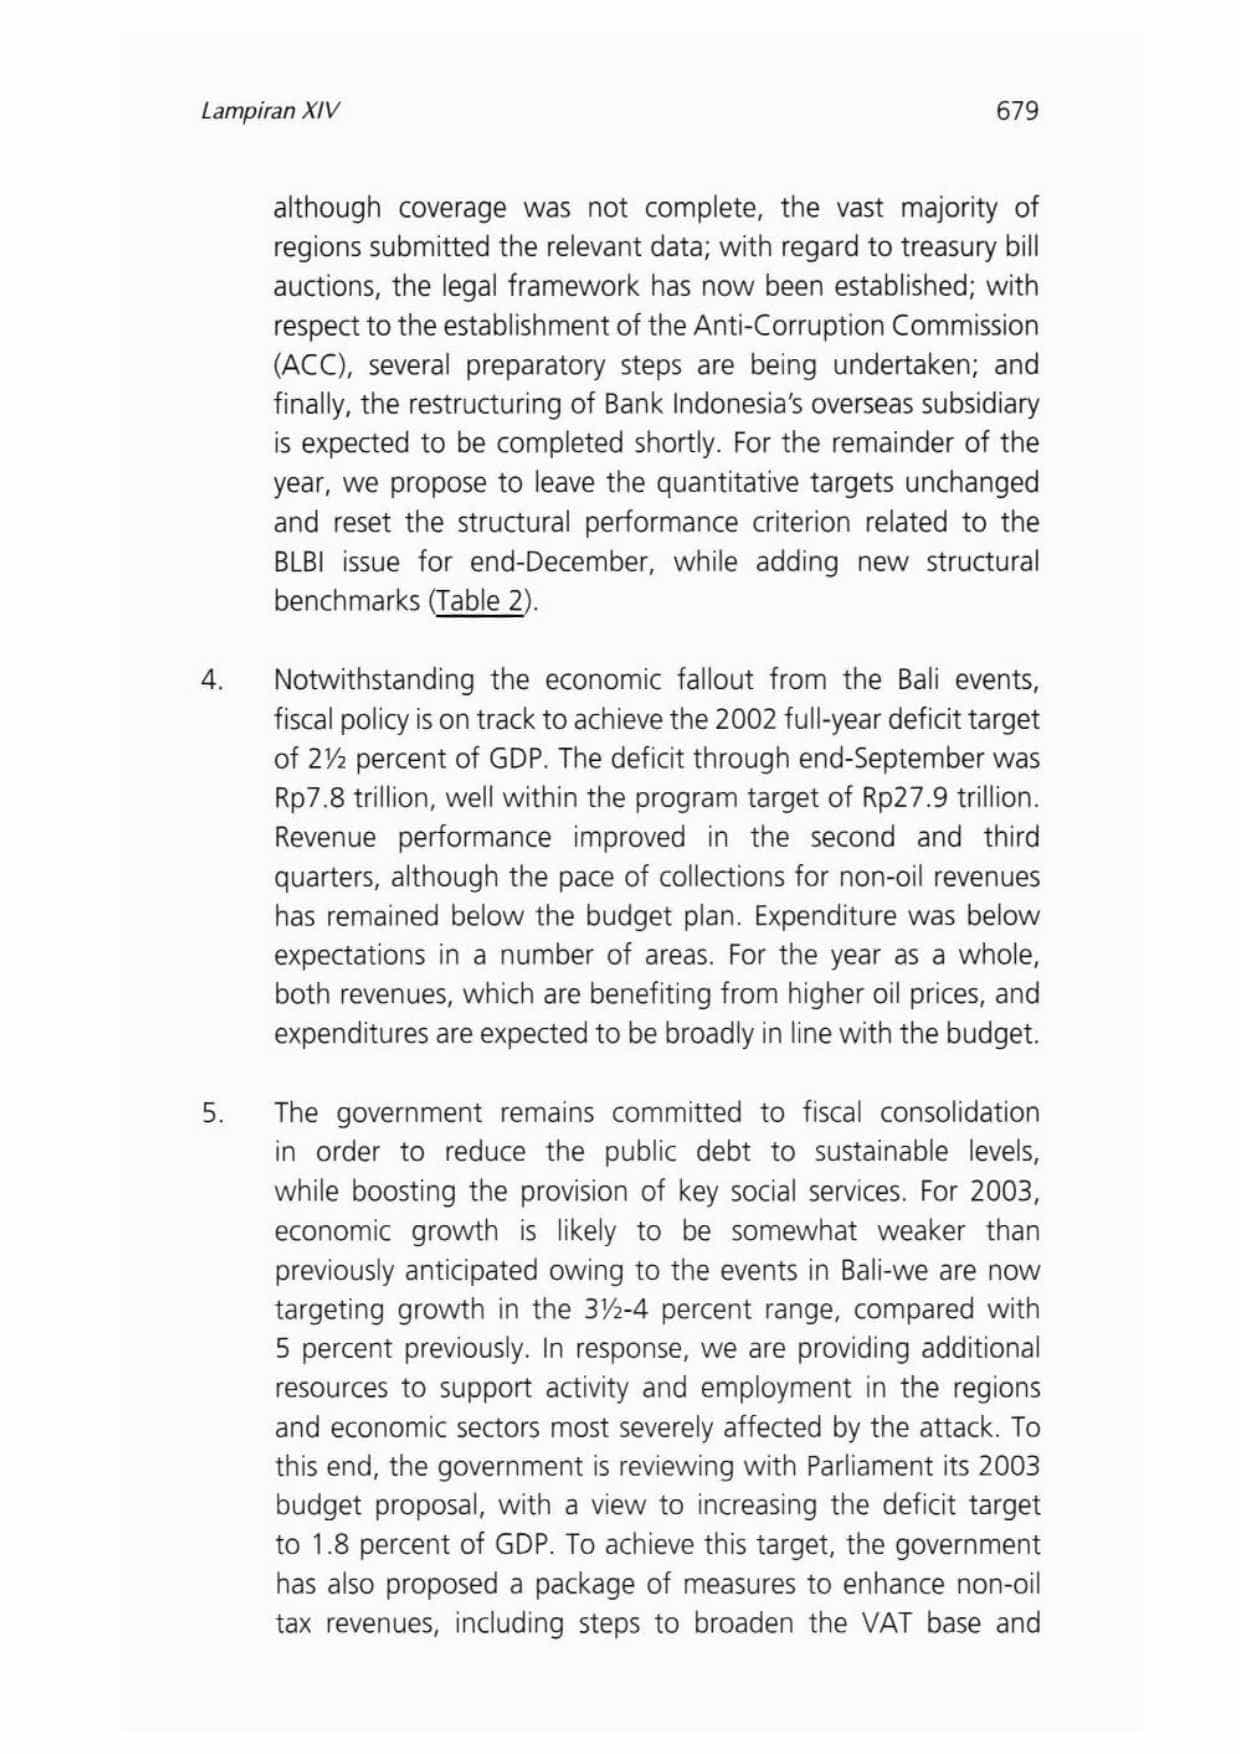 Lampiran XIV 679
although coverage was not complete, the vast majority of
regions submitted the relevant data; with regard to treasury bill
auctions, the legal framework has now been established; with
respect to the establishment of the Anti-Corruption Commission
(ACC), several preparatory steps are being undertaken; and
finally, the restructuring of Bank Indonesia's overseas subsidiary
is expected to be completed shortly. For the remainder of the
year, we propose to leave the quantitative targets unchanged
and reset the structural performance criterion related to the
BLBI issue for end-December, while adding new structural
benchmarks (Table 2).
4. Notwithstanding the economic fallout from the Bali events,
fiscal policy is on track to achieve the 2002 full-year deficit target
of 2½ percent of GDP. The deficit through end-September was
Rp7.8 trillion, well within the program target of Rp27.9 trillion.
Revenue performance improved in the second and third
quarters, although the pace of collections for non-oil revenues
has remained below the budget plan. Expenditure was below
expectations in a number of areas. For the year as a whole,
both revenues, which are benefiting from higher oil prices, and
expenditures are expected to be broadly in line with the budget.
5. The government remains committed to fiscal consolidation
in order to reduce the public debt to sustainable levels,
while boosting the provision of key social services. For 2003,
economic growth is likely to be somewhat weaker than
previously anticipated owing to the events in Bali-we are now
targeting growth in the 3½-4 percent range, compared with
5 percent previously. In response, we are providing additional
resources to support activity and employment in the regions
and economic sectors most severely affected by the attack. To
this end, the government is reviewing with Parliament its 2003
budget proposal, with a view to increasing the deficit target
to 1.8 percent of GDP. To achieve this target, the government
has also proposed a package of measures to enhance non-oil
tax revenues, including steps to broaden the VAT base and